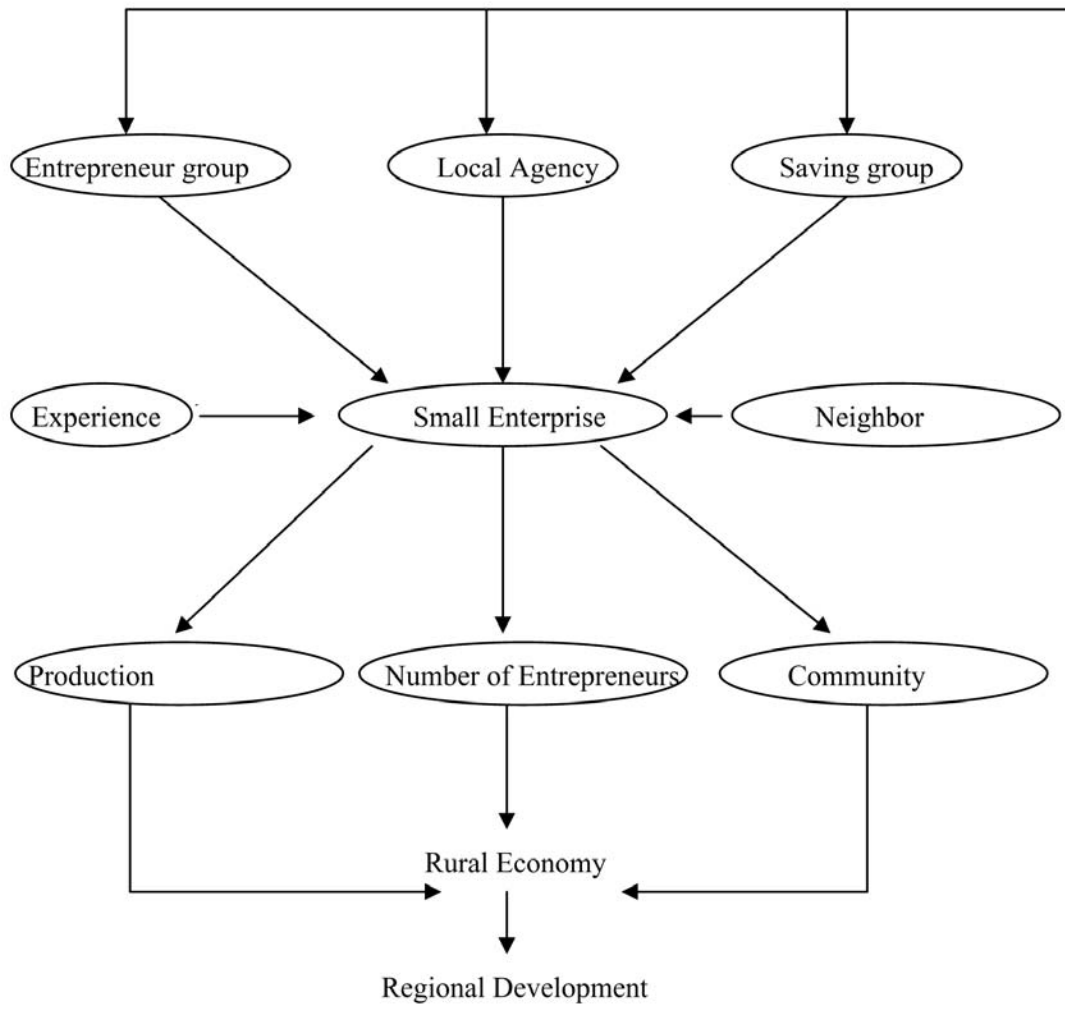 Entrepreneur group
Local Agency
Saving group
Experience
Small Enterprise
Neighbor
Production
Number of Entrepreneurs
Community
Rural Economy
Regional Development